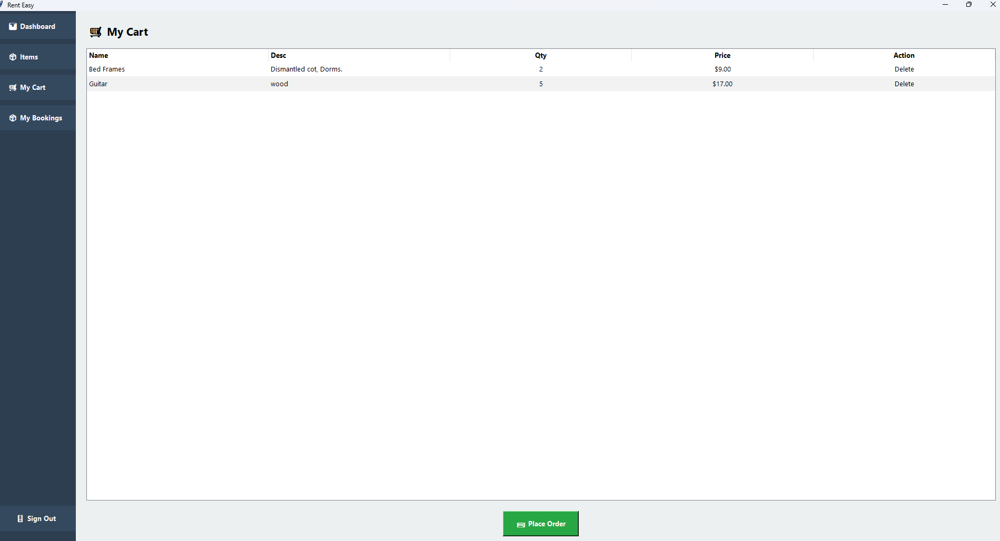 Rent Easy
Dashboard
Items
My Cart
My Bookings
Sign Out
My Cart
Name Desc Qty Price Action
Bed Frames Dismantled cot, Dorms. 2 $9.00 Delete
Guitar wood 5 $17.00 Delete
Place Order